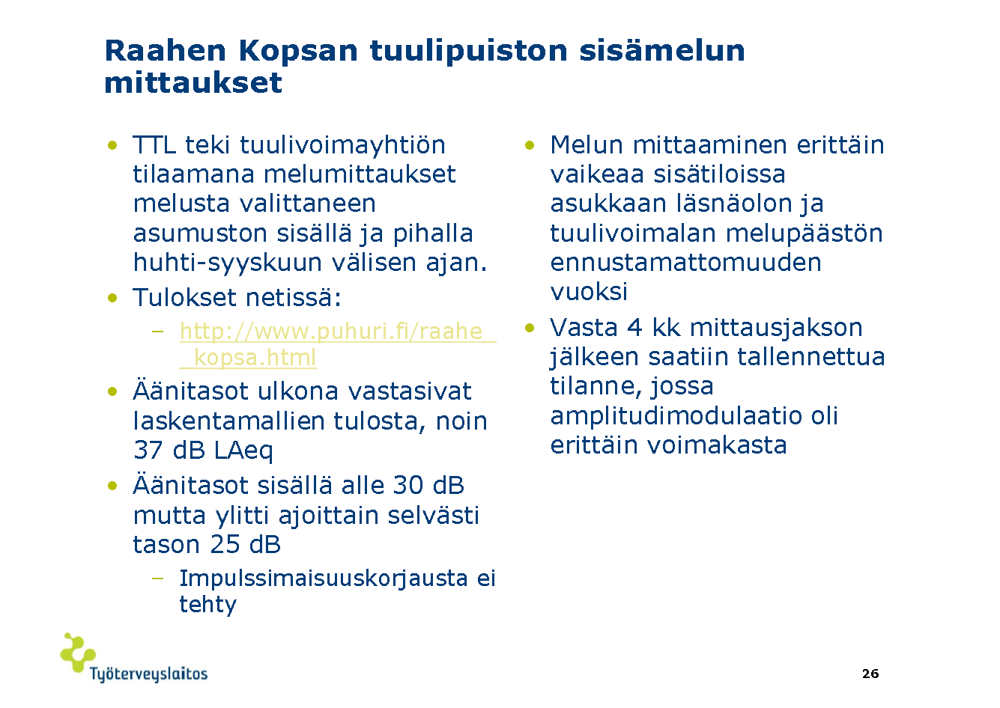 Raahen Kopsan tuulipuiston sisämelun
mittaukset
• TTL teki tuulivoimayhtiön
tilaamana melumittaukset
melusta valittaneen
asumuston sisällä ja pihalla
huhti-syyskuun välisen ajan.
• Tulokset netissä:
– http://www.puhuri.fi/raahe_
_kopsa.html
• Äänitasot ulkona vastasivat
laskentamallien tulosta, noin
37 dB LAeq
• Äänitasot sisällä alle 30 dB
mutta ylitti ajoittain selvästi
tason 25 dB
– Impulssimaisuuskorjausta ei
tehty
• Melun mittaaminen erittäin
vaikeaa sisätiloissa
asukkaan läsnäolon ja
tuulivoimalan melupäästön
ennustamattomuuden
vuoksi
• Vasta 4 kk mittausjakson
jälkeen saatiin tallennettua
tilanne, jossa
amplitudimodulaatio oli
erittäin voimakasta
Työterveyslaitos
26